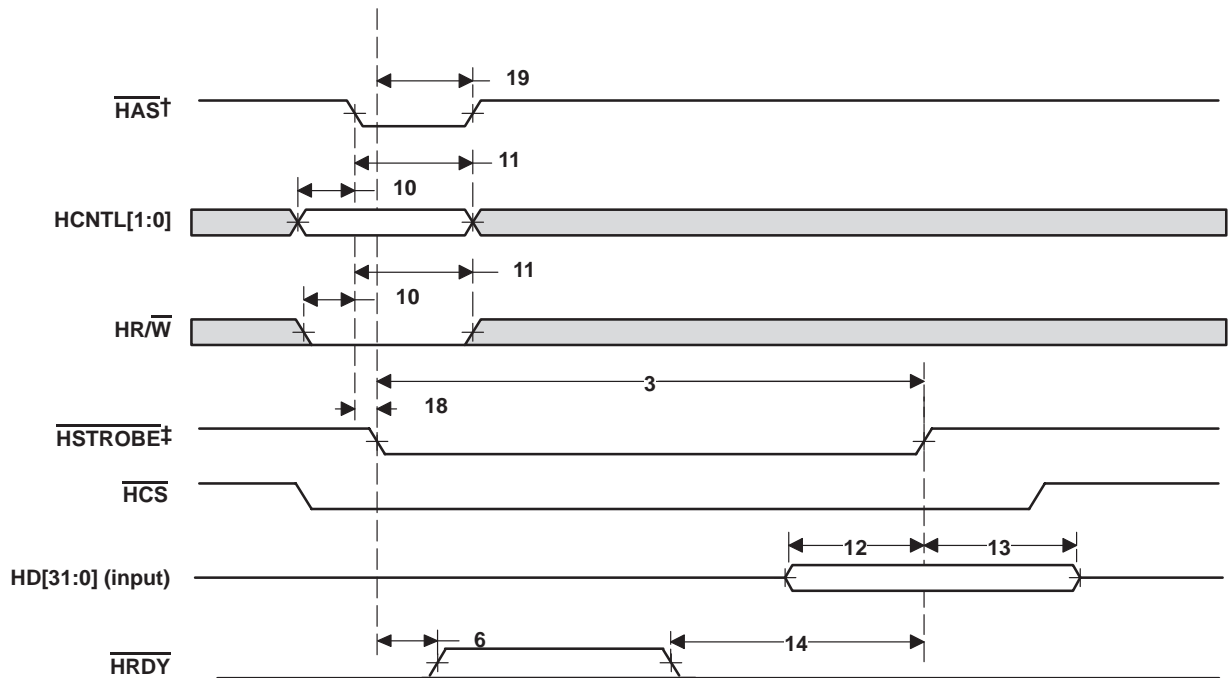 19
HAS†
11
10
HCNTL[1:0]
11
10
HR/W
3
18
HSTROBE‡
HCS
12
13
HD[31:0] (input)
6
14
HRDY